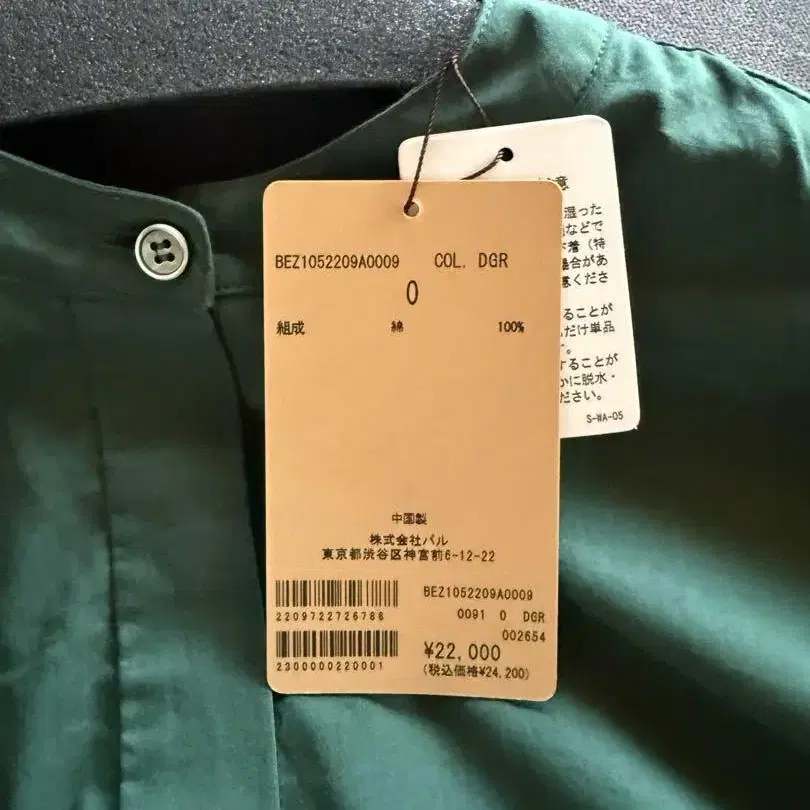 BEZ1052209A0009 COL. DGR
0
組成 綿 100%
中国製
株式会社パル
東京都渋谷区神宮前6-12-22
2209722726786
2300000220001
BEZ1052209A0009
0091 0 DGR
002654
¥22,000
(税込価格¥24,200)
意
湿った
などで
着（特
場合があ
意くださ
ることが
だけ単品
す。
することが
かに脱水・
ださい。
S-WA-05